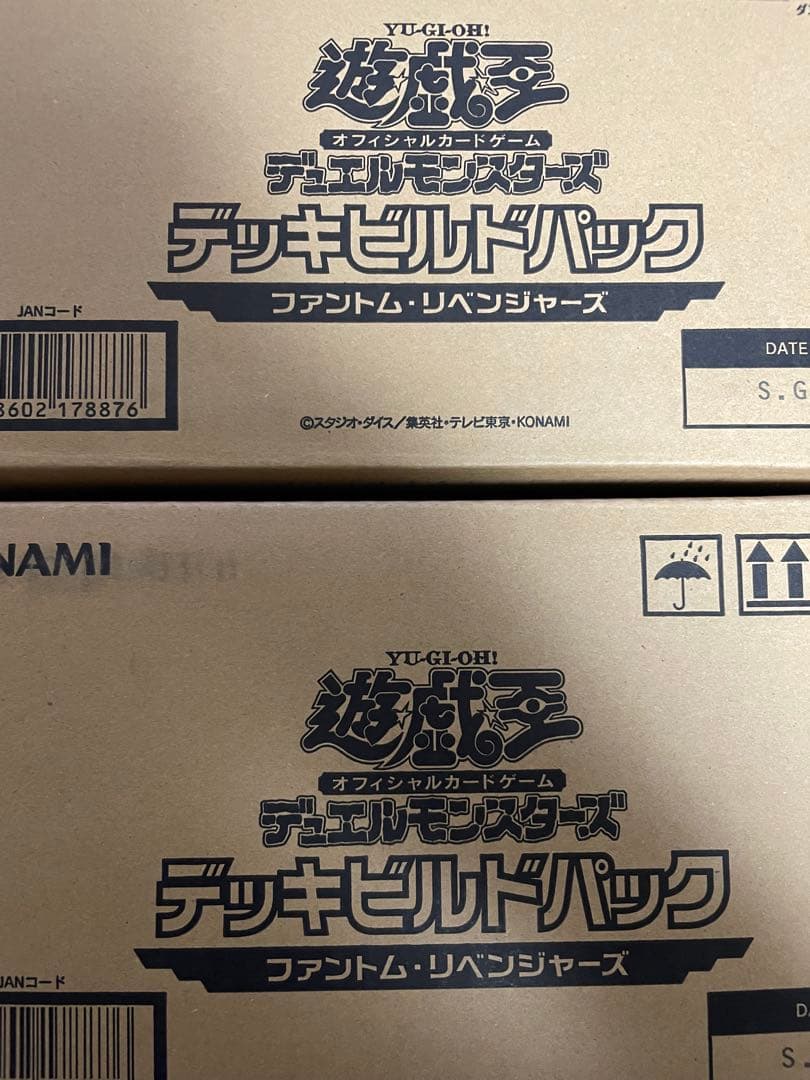 YU-GI-OH!
遊戯王
オフィシャルカードゲーム
デュエルモンスターズ
デッキビルドパック
ファントム・リベンジャーズ
JANコード
602 178876
DATE
S.G
©スタジオ・ダイス/集英社・テレビ東京・KONAMI
NAMI
YU-GI-OH!
遊戯王
オフィシャルカードゲーム
デュエルモンスターズ
デッキビルドパック
ファントム・リベンジャーズ
JANコード
S.